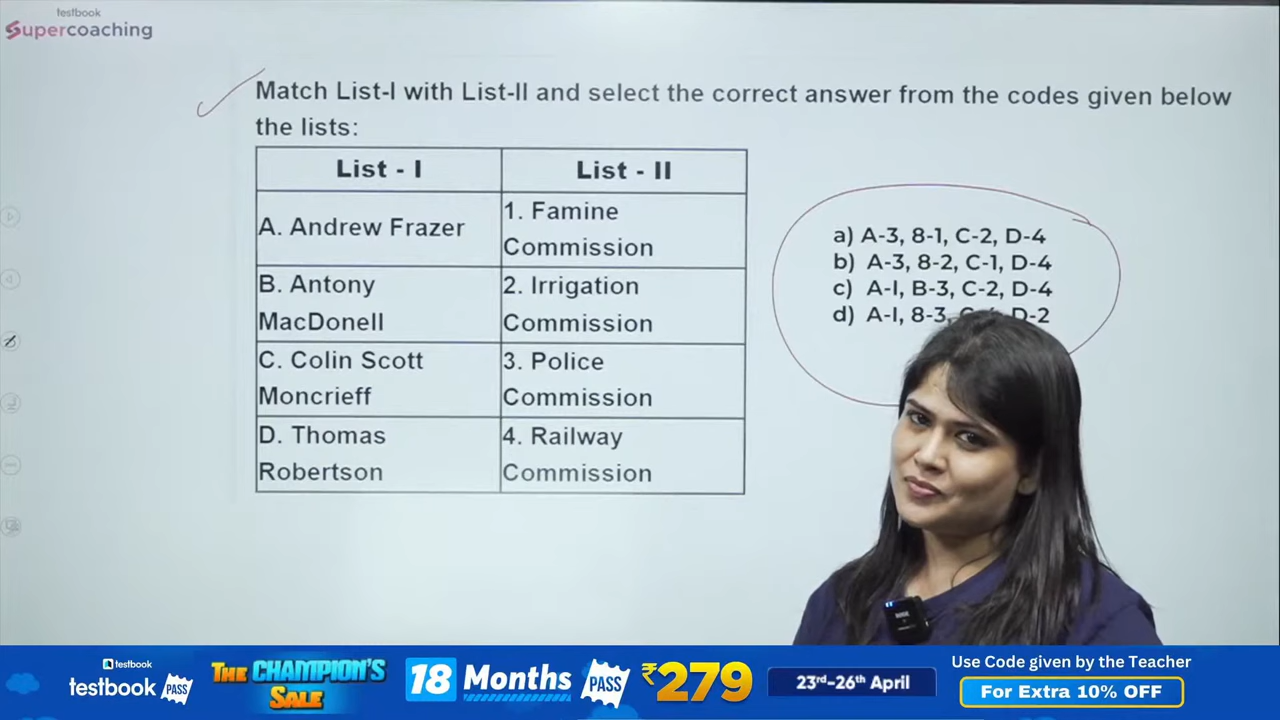 testbook
Supercoaching
Match List-I with List-II and select the correct answer from the codes given below
the lists:
List - I
List - II
A. Andrew Frazer
1. Famine
Commission
B. Antony
MacDonell
2. Irrigation
Commission
C. Colin Scott
Moncrieff
3. Police
Commission
D. Thomas
Robertson
4. Railway
Commission
a) A-3, 8-1, C-2, D-4
b) A-3, 8-2, C-1, D-4
c) A-I, B-3, C-2, D-4
d) A-I, 8-3, D-2
testbook
testbook PASS
THE CHAMPION'S
SALE
18 Months PASS ₹279
23rd-26th April
Use Code given by the Teacher
For Extra 10% OFF